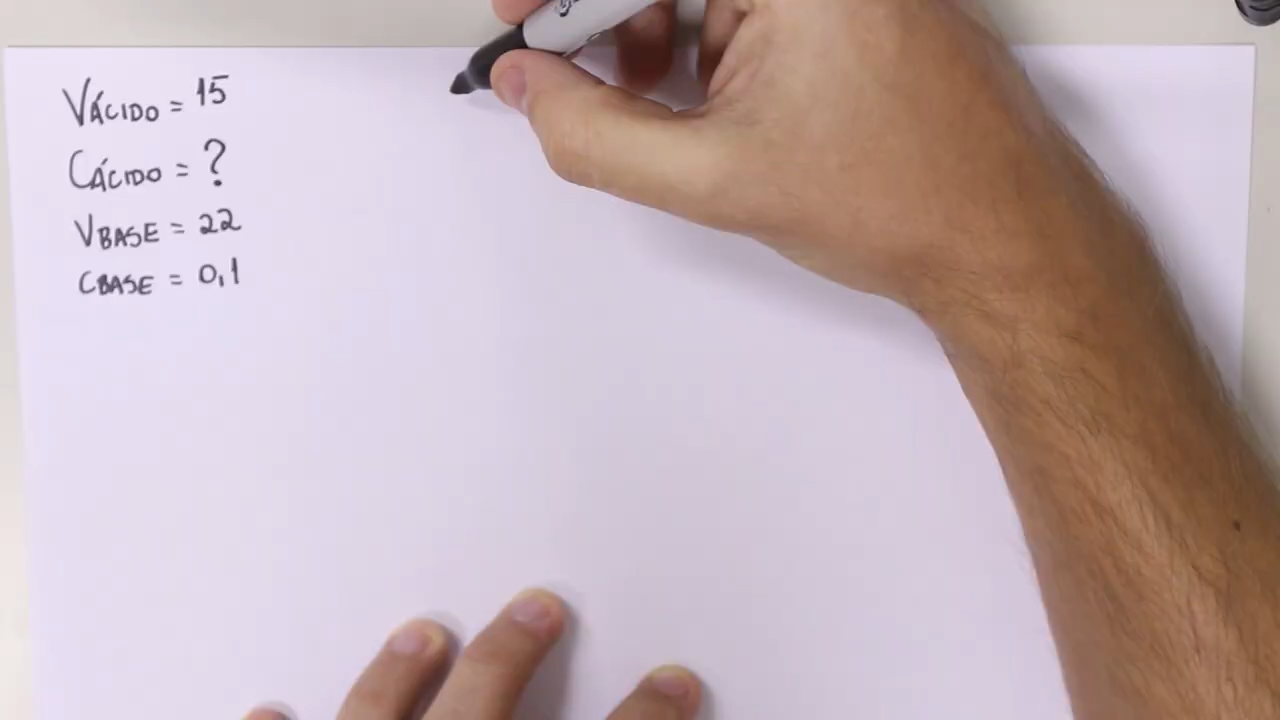 VÁCIDO = 15
CÁCIDO = ?
VBASE = 22
CBASE = 0,1